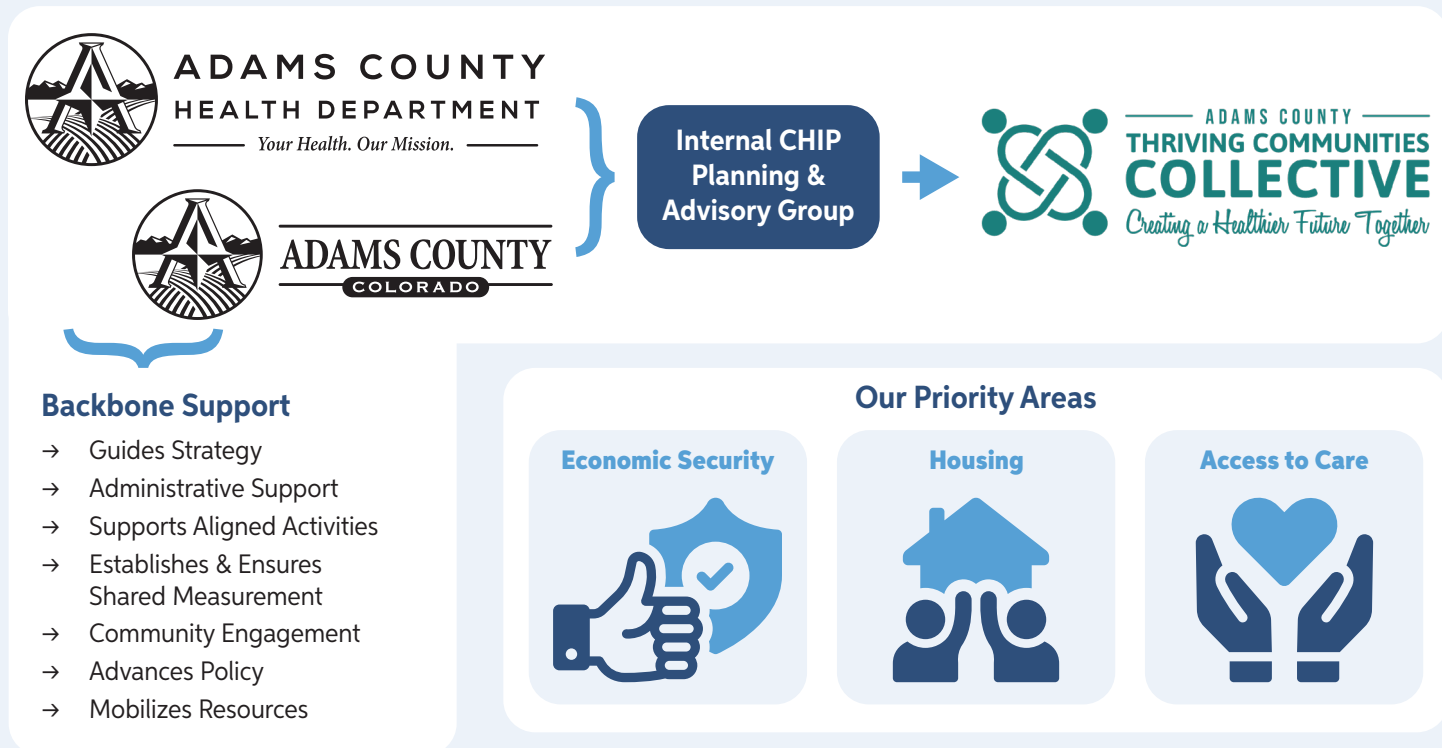 ADAMS COUNTY
HEALTH DEPARTMENT
Your Health. Our Mission.
ADAMS COUNTY
COLORADO
Internal CHIP
Planning &
Advisory Group
ADAMS COUNTY
THRIVING COMMUNITIES
COLLECTIVE
Creating a Healthier Future Together
Backbone Support
→ Guides Strategy
→ Administrative Support
→ Supports Aligned Activities
→ Establishes & Ensures
Shared Measurement
→ Community Engagement
→ Advances Policy
→ Mobilizes Resources
Our Priority Areas
Economic Security
Housing
Access to Care